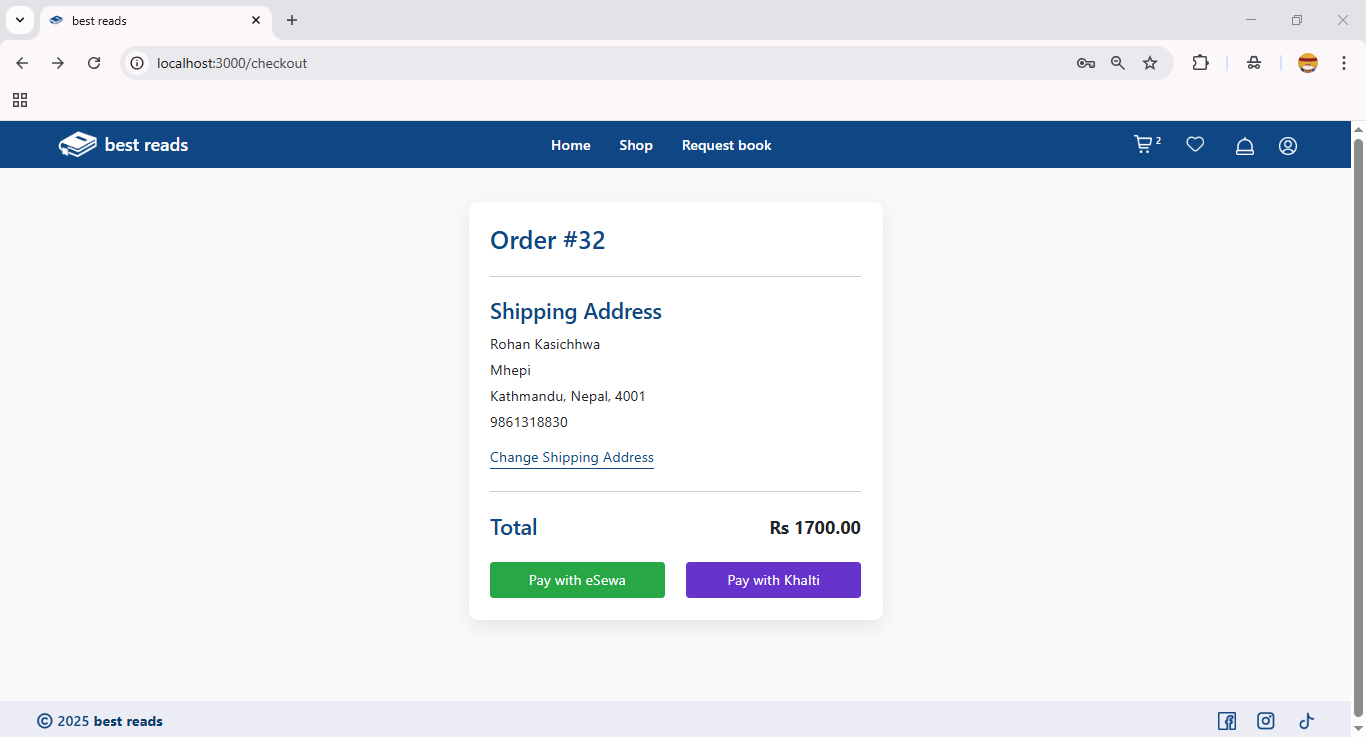 best reads
localhost:3000/checkout
best reads
Home Shop Request book
2
Order #32
Shipping Address
Rohan Kasichhwa
Mhepi
Kathmandu, Nepal, 4001
9861318830
Change Shipping Address
Total Rs 1700.00
Pay with eSewa Pay with Khalti
© 2025 best reads